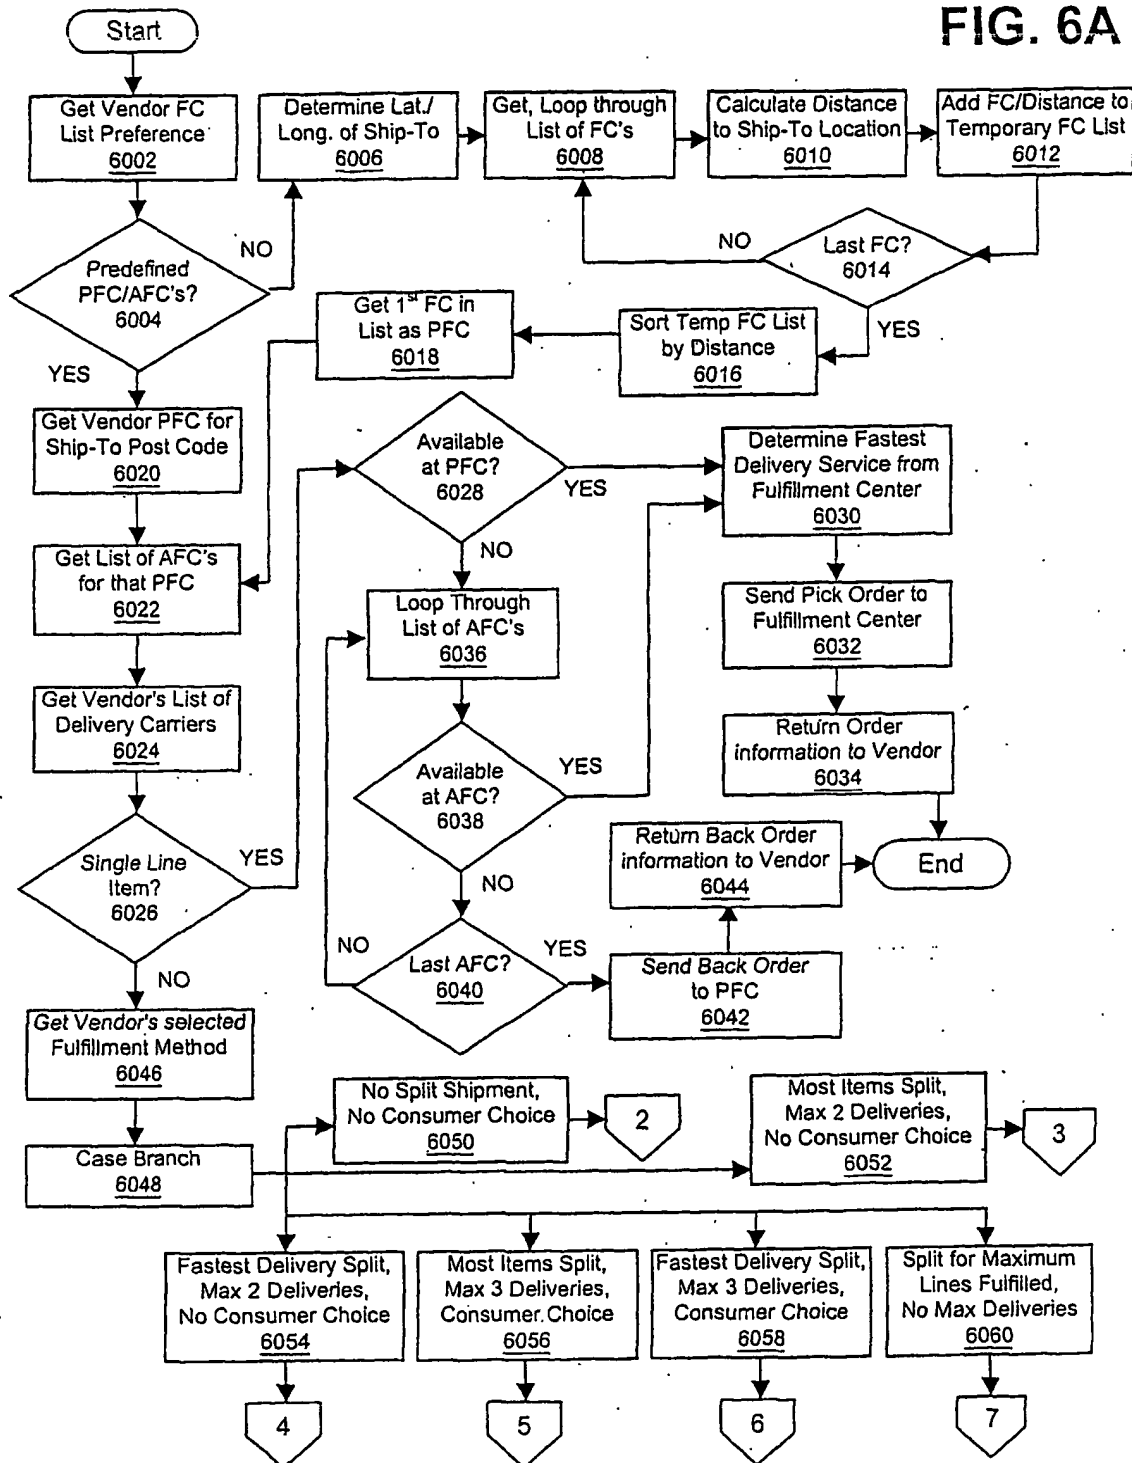 FIG. 6A
Start
Get Vendor FC
List Preference
6002
Determine Lat./
Long. of Ship-To
6006
Get, Loop through
List of FC's
6008
Calculate Distance
to Ship-To Location
6010
Add FC/Distance to
Temporary FC List
6012
Predefined
PFC/AFC's?
6004
NO
YES
Last FC?
6014
NO
YES
Get 1st FC in
List as PFC
6018
Sort Temp FC List
by Distance
6016
Get Vendor PFC for
Ship-To Post Code
6020
Available
at PFC?
6028
YES
NO
Determine Fastest
Delivery Service from
Fulfillment Center
6030
Get List of AFC's
for that PFC
6022
Loop Through
List of AFC's
6036
Send Pick Order to
Fulfillment Center
6032
Get Vendor's List of
Delivery Carriers
6024
Available
at AFC?
6038
YES
NO
Return Order
information to Vendor
6034
Single Line
Item?
6026
YES
NO
Return Back Order
information to Vendor
6044
End
Last AFC?
6040
NO
YES
Send Back Order
to PFC
6042
Get Vendor's selected
Fulfillment Method
6046
Case Branch
6048
No Split Shipment,
No Consumer Choice
6050
2
Most Items Split,
Max 2 Deliveries,
No Consumer Choice
6052
3
Fastest Delivery Split,
Max 2 Deliveries,
No Consumer Choice
6054
Most Items Split,
Max 3 Deliveries,
Consumer Choice
6056
Fastest Delivery Split,
Max 3 Deliveries,
Consumer Choice
6058
Split for Maximum
Lines Fulfilled,
No Max Deliveries
6060
4
5
6
7